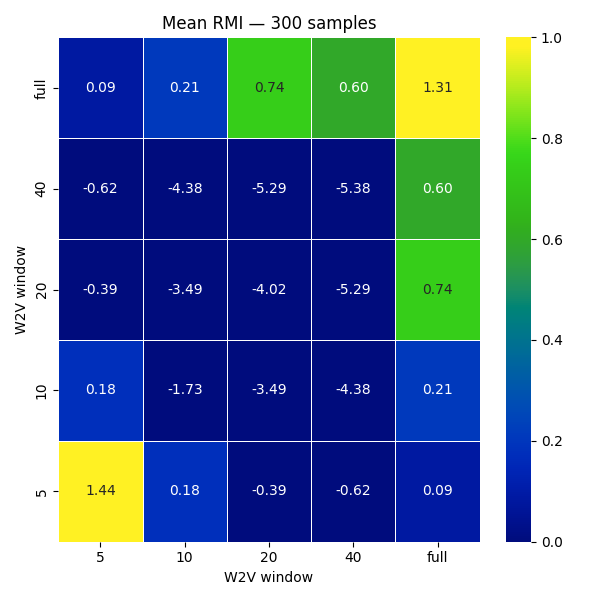 Mean RMI — 300 samples
full 0.09 0.21 0.74 0.60 1.31
40 -0.62 -4.38 -5.29 -5.38 0.60
20 -0.39 -3.49 -4.02 -5.29 0.74
10 0.18 -1.73 -3.49 -4.38 0.21
5 1.44 0.18 -0.39 -0.62 0.09
5 10 20 40 full
W2V window
W2V window
1.0
0.8
0.6
0.4
0.2
0.0